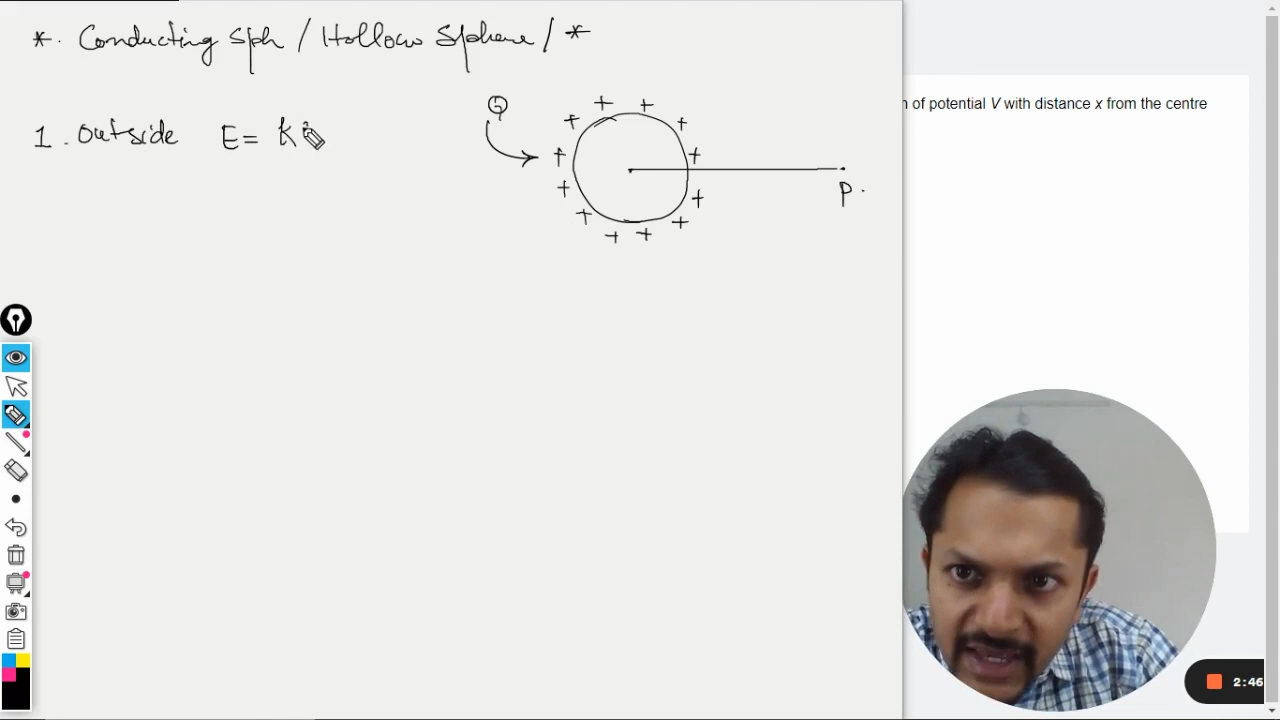 *. Conducting Sph / Hollow Sphere / *
Q
1. Outside E= K
P.
of potential V with distance x from the centre
2:46